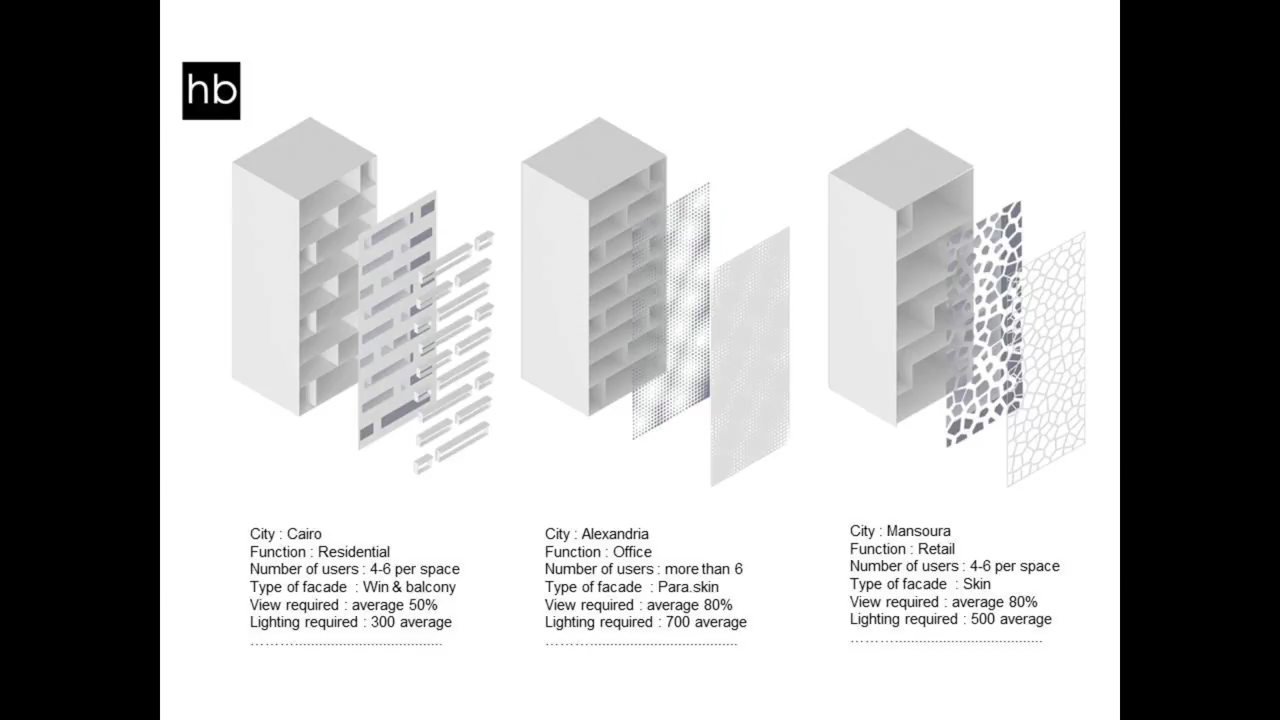 hb
City : Cairo
Function : Residential
Number of users : 4-6 per space
Type of facade : Win & balcony
View required : average 50%
Lighting required : 300 average
City : Alexandria
Function : Office
Number of users : more than 6
Type of facade : Para.skin
View required : average 80%
Lighting required : 700 average
City : Mansoura
Function : Retail
Number of users : 4-6 per space
Type of facade : Skin
View required : average 80%
Lighting required : 500 average